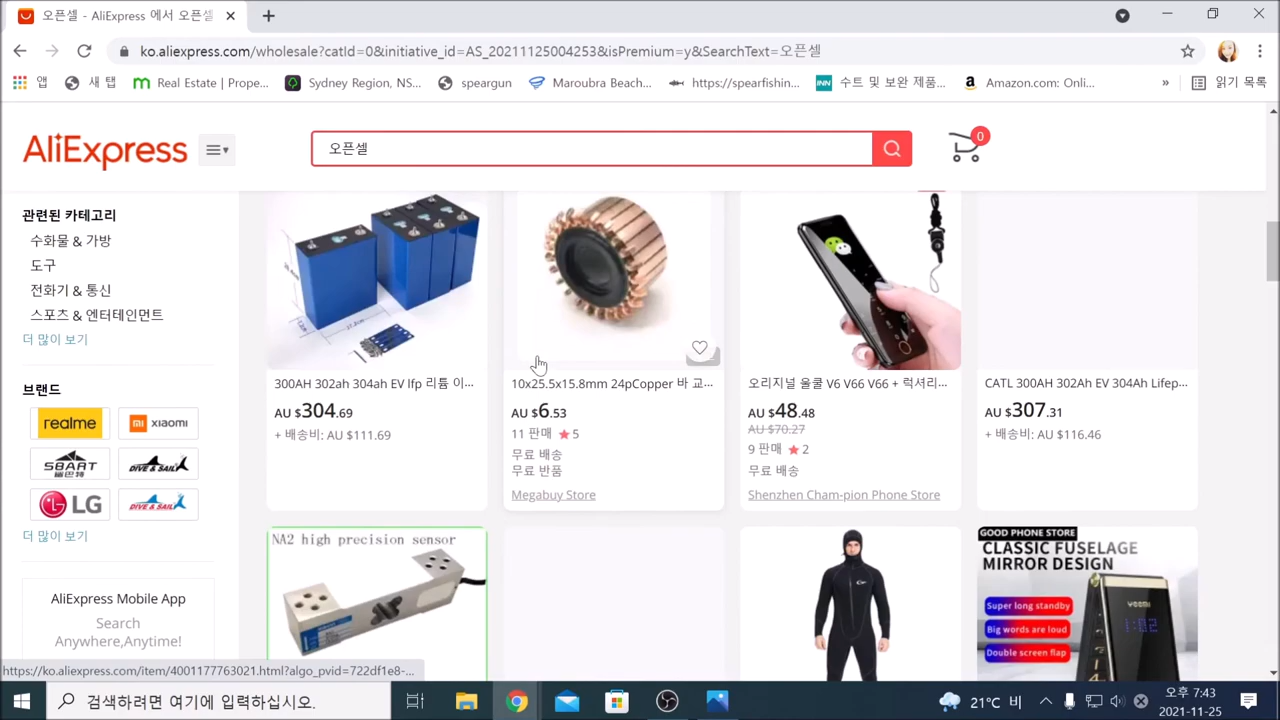 오픈셀 - AliExpress 에서 오픈셀
ko.aliexpress.com/wholesale?catId=0&initiative_id=AS_20211125004253&isPremium=y&SearchText=오픈셀
앱
새 탭
Real Estate | Prope...
Sydney Region, NS...
speargun
Maroubra Beach...
https://spearfishin...
수트 및 보완 제품...
Amazon.com: Onli...
»
읽기 목록
AliExpress
오픈셀
0
관련된 카테고리
수화물 & 가방
도구
전화기 & 통신
스포츠 & 엔터테인먼트
더 많이 보기
브랜드
realme
mi xiaomi
SBART
DIVE & SAIL
LG
DIVE & SAIL
더 많이 보기
AliExpress Mobile App
Search
Anywhere,Anytime!
300AH 302ah 304ah EV lfp 리튬 이...
AU $304.69
+ 배송비: AU $111.69
10x25.5x15.8mm 24pCopper 바 교...
AU $6.53
11 판매 ★ 5
무료 배송
무료 반품
Megabuy Store
오리지널 울쿨 V6 V66 V66 + 럭셔리...
AU $48.48
AU $70.27
9 판매 ★ 2
무료 배송
Shenzhen Cham-pion Phone Store
CATL 300AH 302Ah EV 304Ah Lifep...
AU $307.31
+ 배송비: AU $116.46
NA2 high precision sensor
GOOD PHONE STORE
CLASSIC FUSELAGE
MIRROR DESIGN
Super long standby
Big words are loud
Double screen flap
1:02
https://ko.aliexpress.com/item/4001177763021.html?algo_pvid=722df1e8-...
검색하려면 여기에 입력하십시오.
21°C 비
오후 7:43
2021-11-25